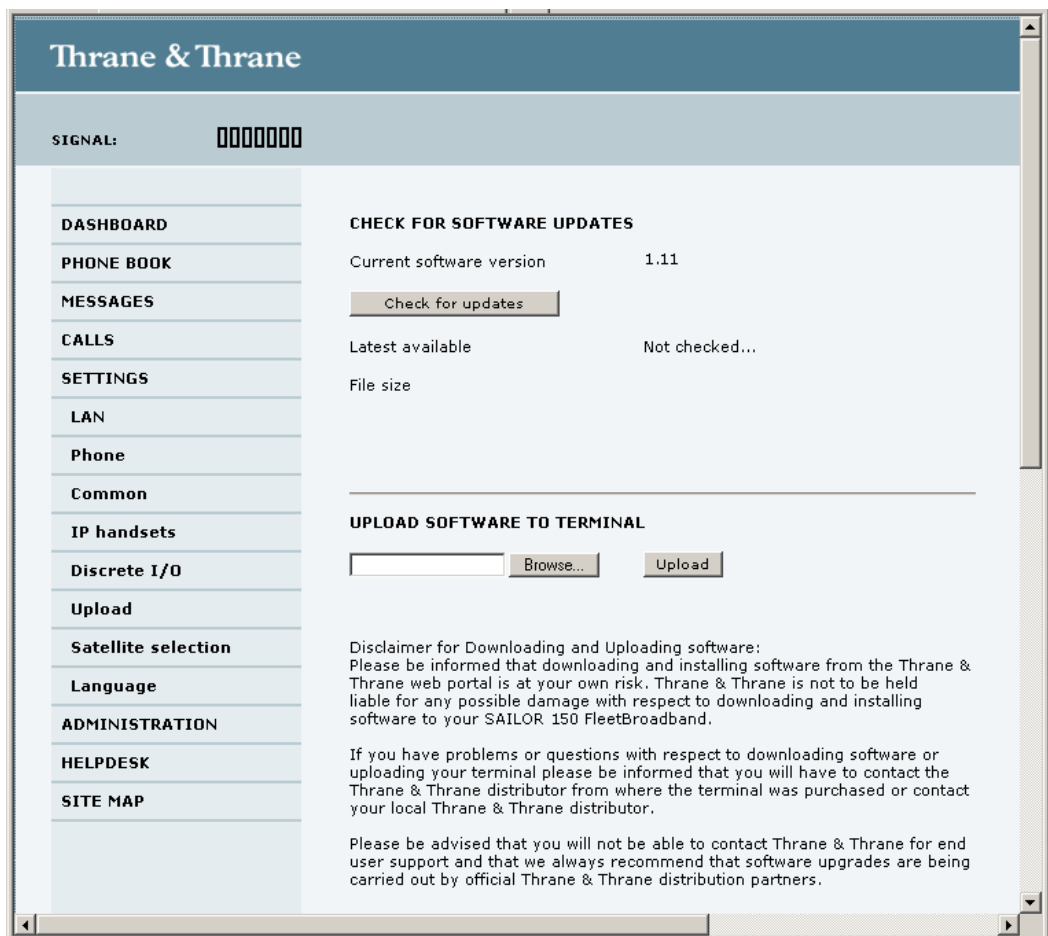 Thrane & Thrane
SIGNAL:
DASHBOARD
PHONE BOOK
MESSAGES
CALLS
SETTINGS
LAN
Phone
Common
IP handsets
Discrete I/O
Upload
Satellite selection
Language
ADMINISTRATION
HELPDESK
SITE MAP
CHECK FOR SOFTWARE UPDATES
Current software version 1.11
Check for updates
Latest available Not checked...
File size
UPLOAD SOFTWARE TO TERMINAL
Browse... Upload
Disclaimer for Downloading and Uploading software:
Please be informed that downloading and installing software from the Thrane &
Thrane web portal is at your own risk. Thrane & Thrane is not to be held
liable for any possible damage with respect to downloading and installing
software to your SAILOR 150 FleetBroadband.
If you have problems or questions with respect to downloading software or
uploading your terminal please be informed that you will have to contact the
Thrane & Thrane distributor from where the terminal was purchased or contact
your local Thrane & Thrane distributor.
Please be advised that you will not be able to contact Thrane & Thrane for end
user support and that we always recommend that software upgrades are being
carried out by official Thrane & Thrane distribution partners.